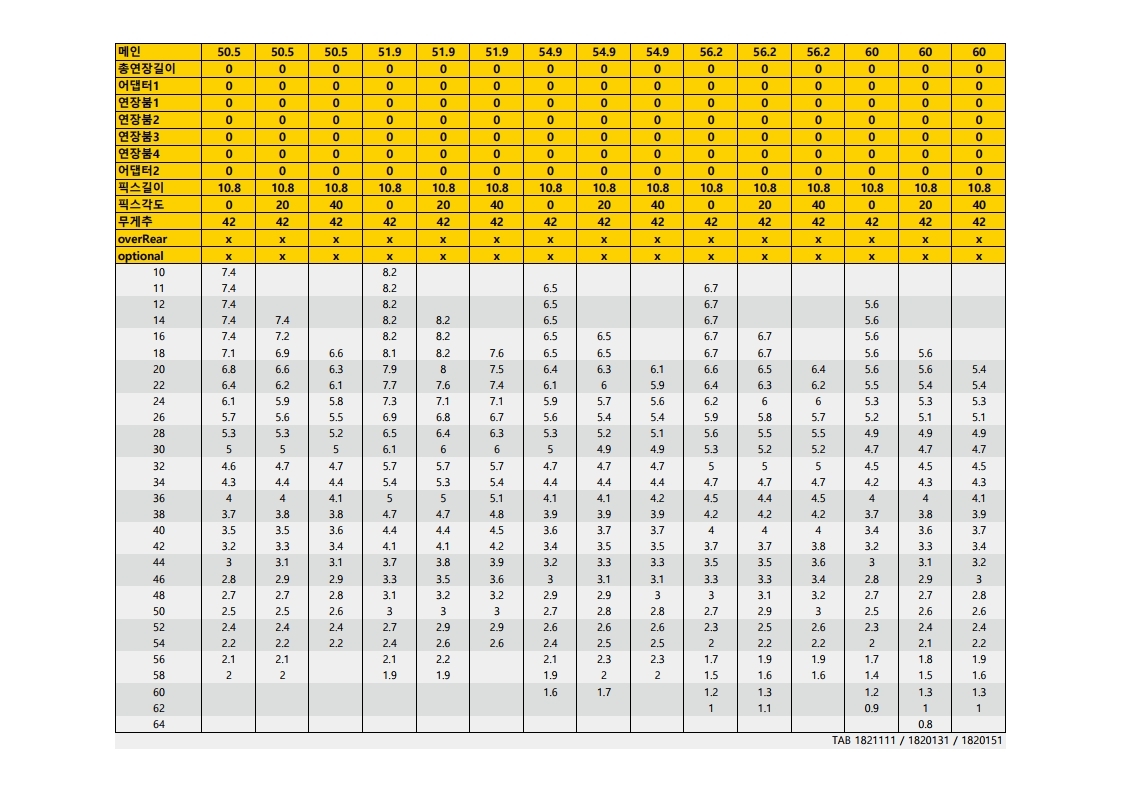 메인 50.5 50.5 50.5 51.9 51.9 51.9 54.9 54.9 54.9 56.2 56.2 56.2 60 60 60
총연장길이 0 0 0 0 0 0 0 0 0 0 0 0 0 0 0
어댑터1 0 0 0 0 0 0 0 0 0 0 0 0 0 0 0
연장붐1 0 0 0 0 0 0 0 0 0 0 0 0 0 0 0
연장붐2 0 0 0 0 0 0 0 0 0 0 0 0 0 0 0
연장붐3 0 0 0 0 0 0 0 0 0 0 0 0 0 0 0
연장붐4 0 0 0 0 0 0 0 0 0 0 0 0 0 0 0
어댑터2 0 0 0 0 0 0 0 0 0 0 0 0 0 0 0
픽스길이 10.8 10.8 10.8 10.8 10.8 10.8 10.8 10.8 10.8 10.8 10.8 10.8 10.8 10.8 10.8
픽스각도 0 20 40 0 20 40 0 20 40 0 20 40 0 20 40
무게추 42 42 42 42 42 42 42 42 42 42 42 42 42 42 42
overRear x x x x x x x x x x x x x x x
optional x x x x x x x x x x x x x x x
10 7.4 8.2
11 7.4 8.2 6.5 6.7
12 7.4 8.2 6.5 6.7 5.6
14 7.4 7.4 8.2 8.2 6.5 6.7 5.6
16 7.4 7.2 8.2 8.2 6.5 6.5 6.7 6.7 5.6
18 7.1 6.9 6.6 8.1 8.2 7.6 6.5 6.5 6.7 6.7 5.6 5.6
20 6.8 6.6 6.3 7.9 8 7.5 6.4 6.3 6.1 6.6 6.5 6.4 5.6 5.6 5.4
22 6.4 6.2 6.1 7.7 7.6 7.4 6.1 6 5.9 6.4 6.3 6.2 5.5 5.4 5.4
24 6.1 5.9 5.8 7.3 7.1 7.1 5.9 5.7 5.6 6.2 6 6 5.3 5.3 5.3
26 5.7 5.6 5.5 6.9 6.8 6.7 5.6 5.4 5.4 5.9 5.8 5.7 5.2 5.1 5.1
28 5.3 5.3 5.2 6.5 6.4 6.3 5.3 5.2 5.1 5.6 5.5 5.5 4.9 4.9 4.9
30 5 5 5 6.1 6 6 5 4.9 4.9 5.3 5.2 5.2 4.7 4.7 4.7
32 4.6 4.7 4.7 5.7 5.7 5.7 4.7 4.7 4.7 5 5 5 4.5 4.5 4.5
34 4.3 4.4 4.4 5.4 5.3 5.4 4.4 4.4 4.4 4.7 4.7 4.7 4.2 4.3 4.3
36 4 4 4.1 5 5 5.1 4.1 4.1 4.2 4.5 4.4 4.5 4 4 4.1
38 3.7 3.8 3.8 4.7 4.7 4.8 3.9 3.9 3.9 4.2 4.2 4.2 3.7 3.8 3.9
40 3.5 3.5 3.6 4.4 4.4 4.5 3.6 3.7 3.7 4 4 4 3.4 3.6 3.7
42 3.2 3.3 3.4 4.1 4.1 4.2 3.4 3.5 3.5 3.7 3.7 3.8 3.2 3.3 3.4
44 3 3.1 3.1 3.7 3.8 3.9 3.2 3.3 3.3 3.5 3.5 3.6 3 3.1 3.2
46 2.8 2.9 2.9 3.3 3.5 3.6 3 3.1 3.1 3.3 3.3 3.4 2.8 2.9 3
48 2.7 2.7 2.8 3.1 3.2 3.2 2.9 2.9 3 3 3.1 3.2 2.7 2.7 2.8
50 2.5 2.5 2.6 3 3 3 2.7 2.8 2.8 2.7 2.9 3 2.5 2.6 2.6
52 2.4 2.4 2.4 2.7 2.9 2.9 2.6 2.6 2.6 2.3 2.5 2.6 2.3 2.4 2.4
54 2.2 2.2 2.2 2.4 2.6 2.6 2.4 2.5 2.5 2 2.2 2.2 2 2.1 2.2
56 2.1 2.1 2.1 2.2 2.1 2.3 2.3 1.7 1.9 1.9 1.7 1.8 1.9
58 2 2 1.9 1.9 1.9 2 2 1.5 1.6 1.6 1.4 1.5 1.6
60 1.6 1.7 1.2 1.3 1.2 1.3 1.3
62 1 1.1 0.9 1 1
64 0.8
TAB 1821111 / 1820131 / 1820151